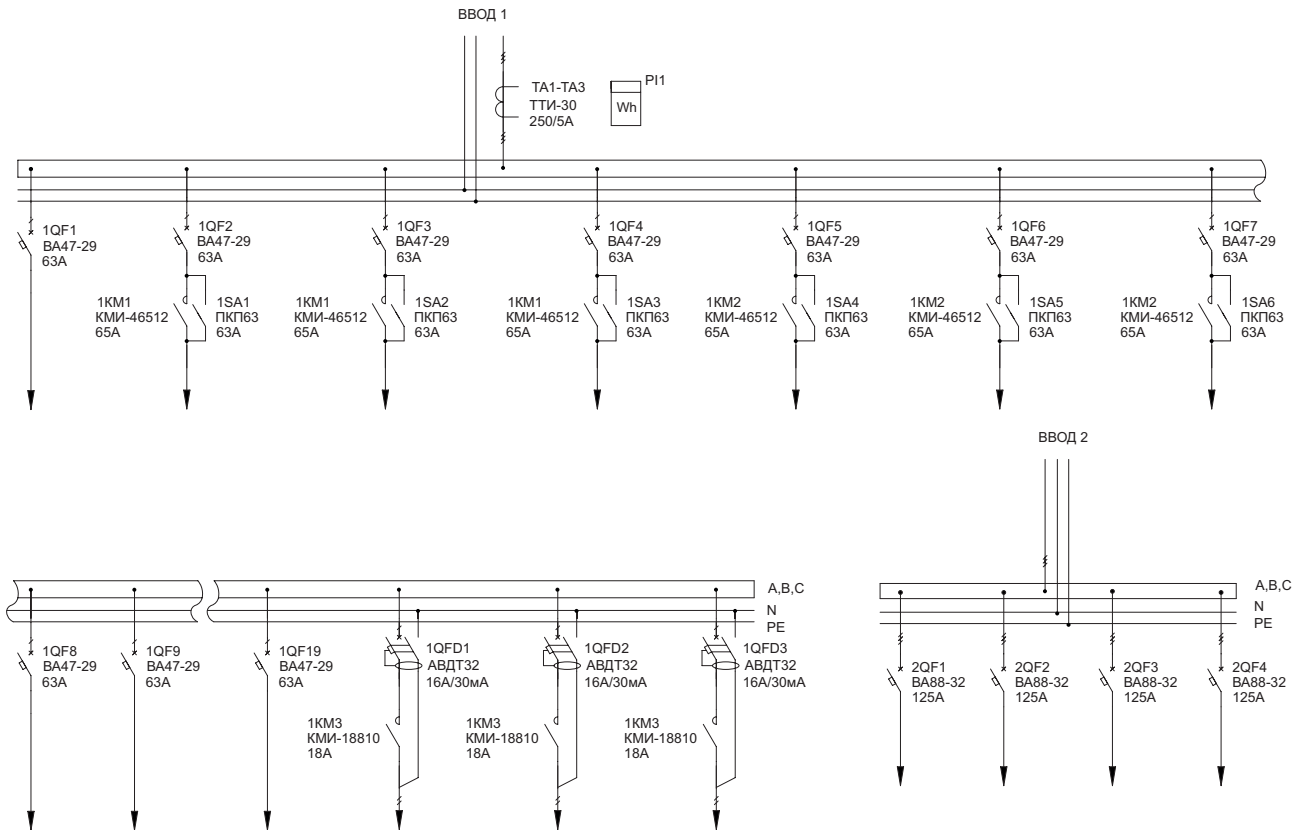 ВВОД 1
ТА1-ТА3
ТТИ-30
250/5А
PI1
Wh
1QF1
ВА47-29
63А
1QF2
ВА47-29
63А
1QF3
ВА47-29
63А
1QF4
ВА47-29
63А
1QF5
ВА47-29
63А
1QF6
ВА47-29
63А
1QF7
ВА47-29
63А
1КМ1
КМИ-46512
65А
1SA1
ПКП63
63А
1КМ1
КМИ-46512
65А
1SA2
ПКП63
63А
1КМ1
КМИ-46512
65А
1SA3
ПКП63
63А
1КМ2
КМИ-46512
65А
1SA4
ПКП63
63А
1КМ2
КМИ-46512
65А
1SA5
ПКП63
63А
1КМ2
КМИ-46512
65А
1SA6
ПКП63
63А
ВВОД 2
A,B,C
N
PE
1QF8
ВА47-29
63А
1QF9
ВА47-29
63А
1QF19
ВА47-29
63А
1QFD1
АВДТ32
16А/30мА
1QFD2
АВДТ32
16А/30мА
1QFD3
АВДТ32
16А/30мА
1КМ3
КМИ-18810
18А
1КМ3
КМИ-18810
18А
1КМ3
КМИ-18810
18А
A,B,C
N
PE
2QF1
ВА88-32
125А
2QF2
ВА88-32
125А
2QF3
ВА88-32
125А
2QF4
ВА88-32
125А